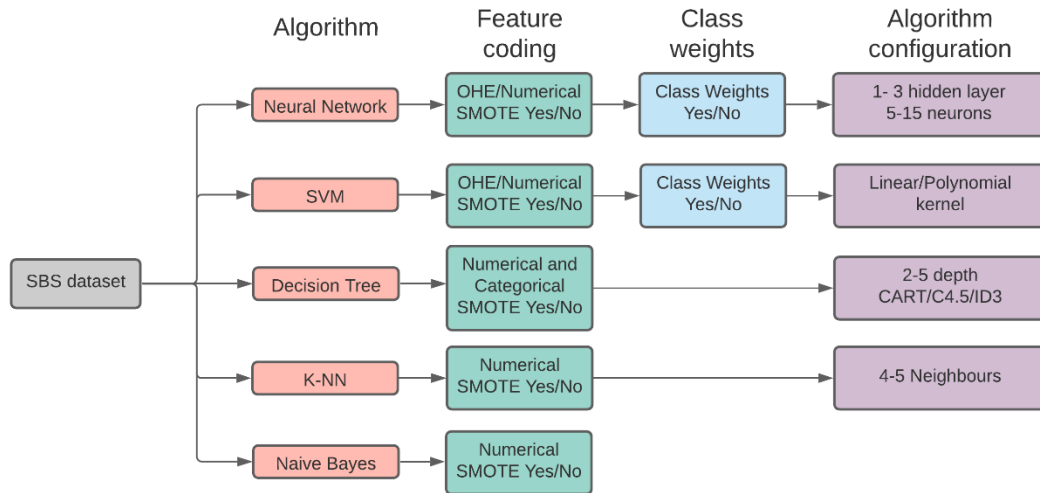 Algorithm
Feature
coding
Class
weights
Algorithm
configuration
Neural Network
OHE/Numerical
SMOTE Yes/No
Class Weights
Yes/No
1- 3 hidden layer
5-15 neurons
SVM
OHE/Numerical
SMOTE Yes/No
Class Weights
Yes/No
Linear/Polynomial
kernel
SBS dataset
Decision Tree
Numerical and
Categorical
SMOTE Yes/No
2-5 depth
CART/C4.5/ID3
K-NN
Numerical
SMOTE Yes/No
4-5 Neighbours
Naive Bayes
Numerical
SMOTE Yes/No